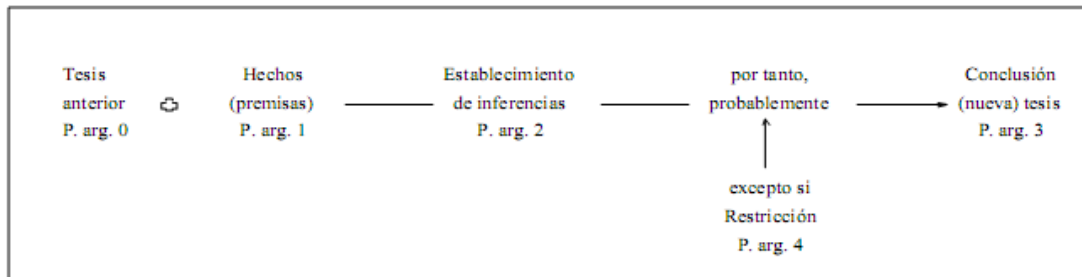 Tesis
anterior
P. arg. 0
Hechos
(premisas)
P. arg. 1
Establecimiento
de inferencias
P. arg. 2
por tanto,
probablemente
Conclusión
(nueva) tesis
P. arg. 3
excepto si
Restricción
P. arg. 4